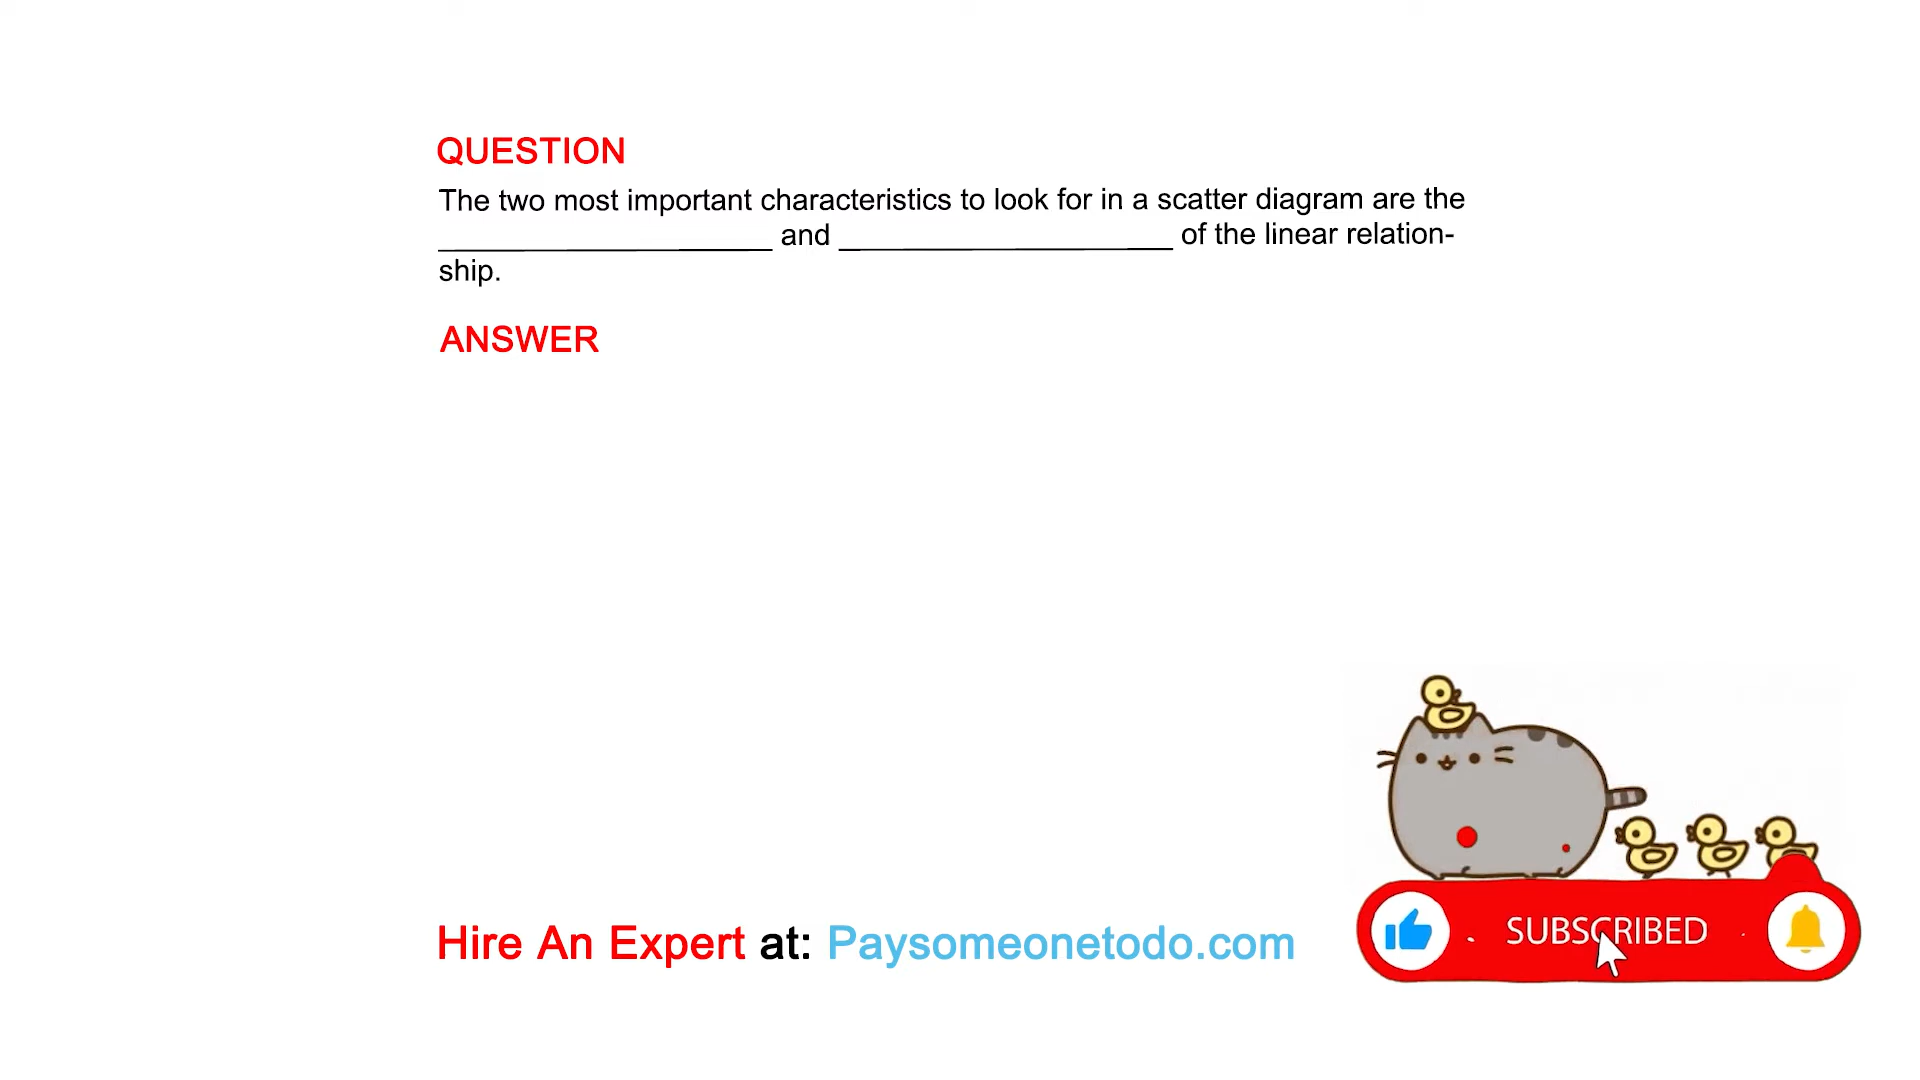 QUESTION
The two most important characteristics to look for in a scatter diagram are the
____________________ and ____________________ of the linear relation-
ship.
ANSWER
Hire An Expert at: Paysomeonetodo.com
SUBSCRIBED